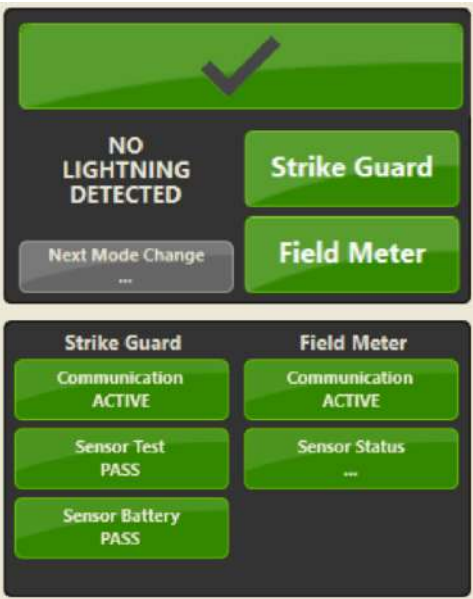 NO
LIGHTNING
DETECTED
Strike Guard
Next Mode Change
...
Field Meter
Strike Guard
Communication
ACTIVE
Sensor Test
PASS
Sensor Battery
PASS
Field Meter
Communication
ACTIVE
Sensor Status
...